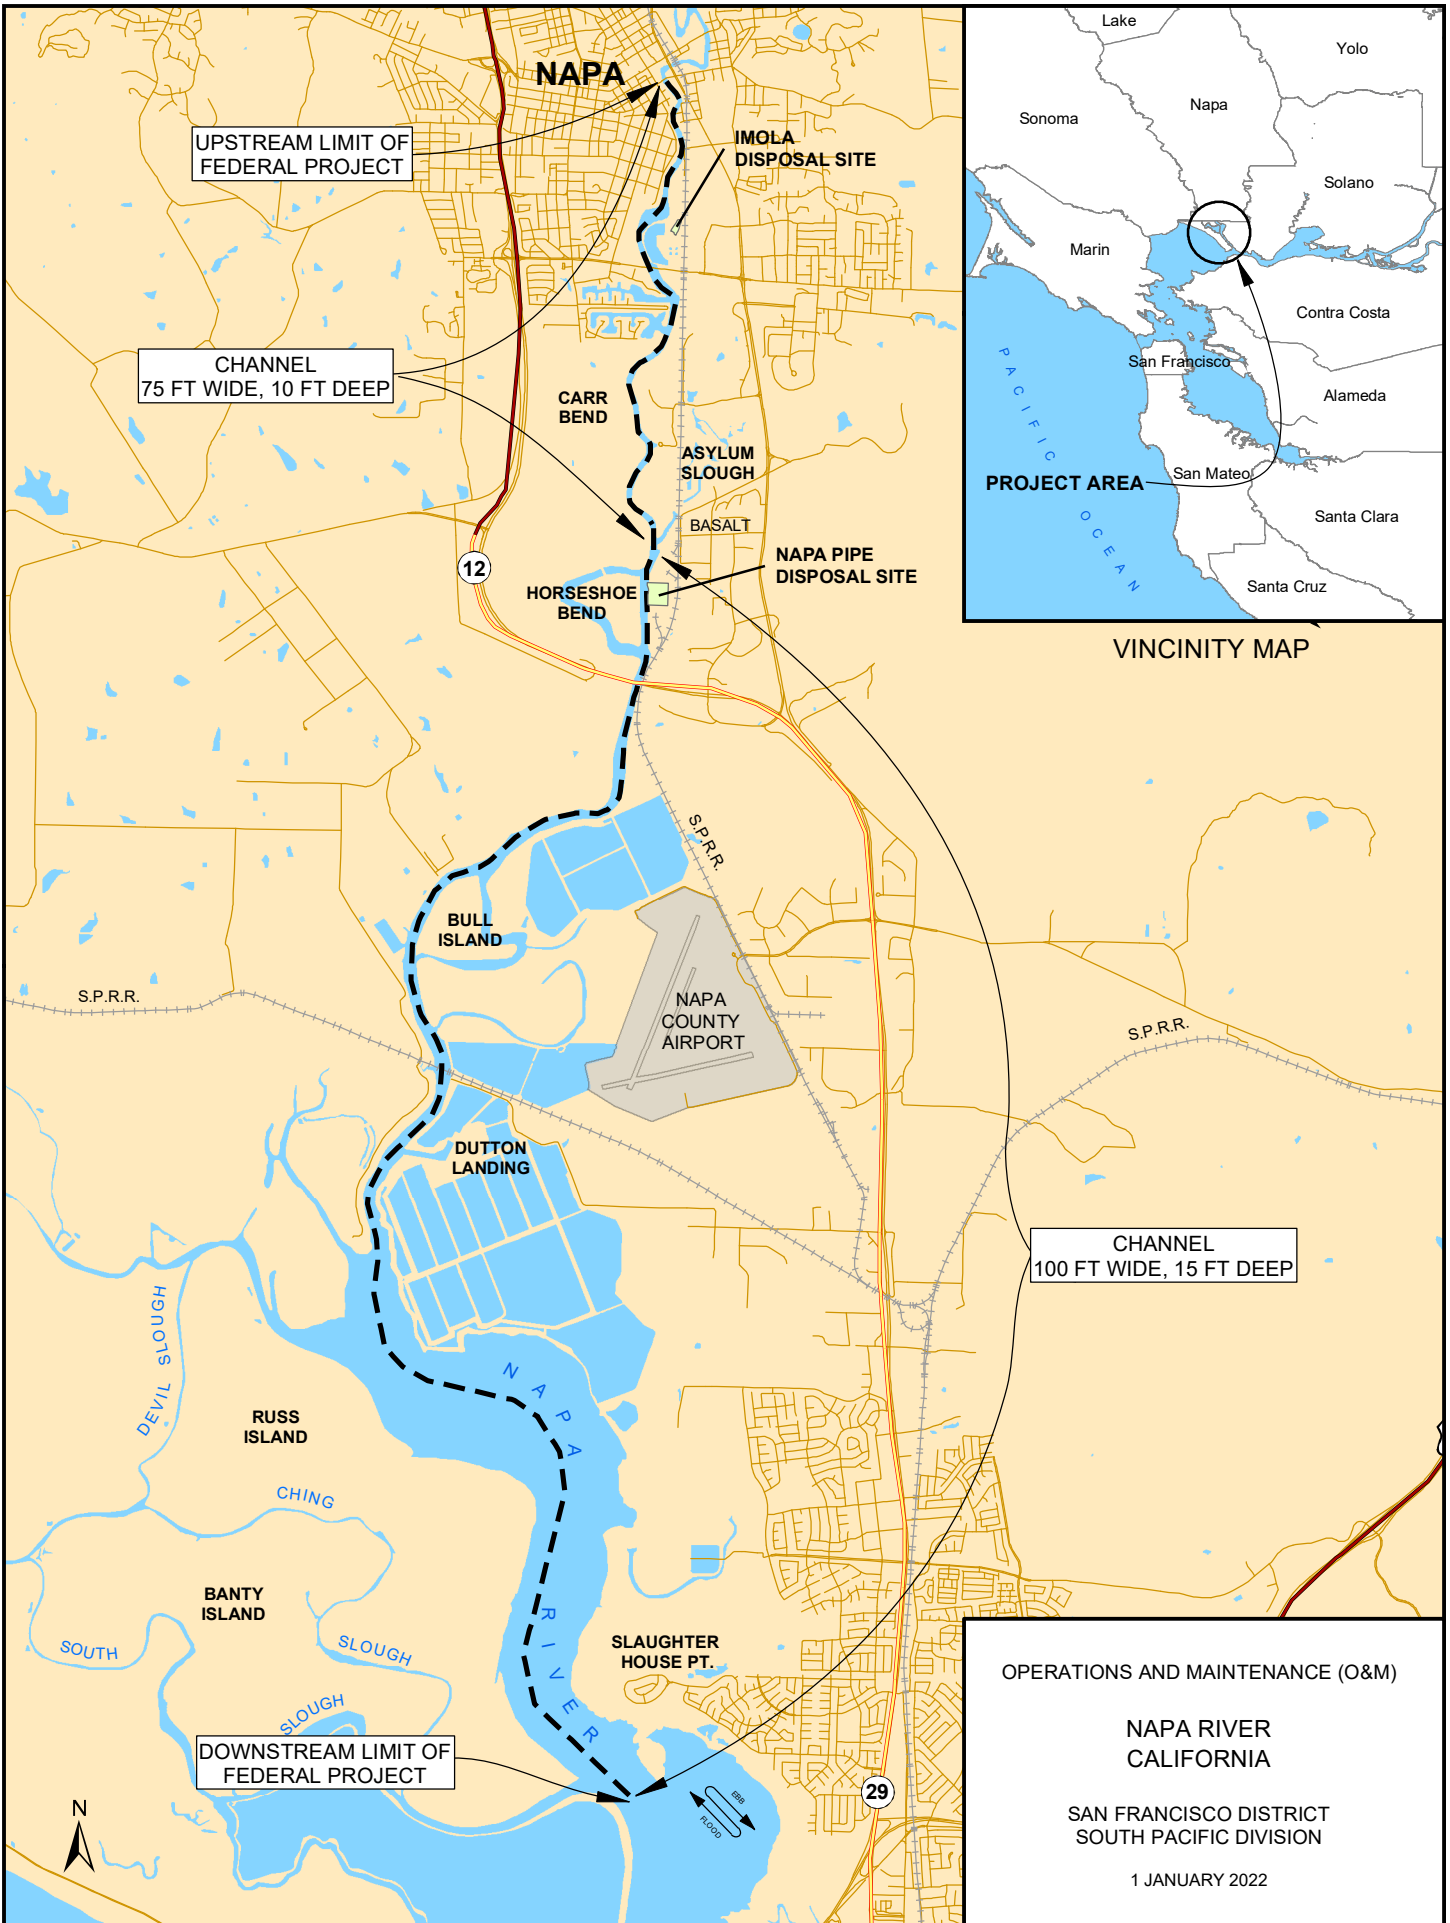 NAPA
UPSTREAM LIMIT OF
FEDERAL PROJECT
IMOLA
DISPOSAL SITE
CHANNEL
75 FT WIDE, 10 FT DEEP
CARR
BEND
ASYLUM
SLOUGH
BASALT
12
HORSESHOE
BEND
NAPA PIPE
DISPOSAL SITE
Lake
Yolo
Napa
Sonoma
Solano
Marin
Contra Costa
San Francisco
Alameda
PACIFIC
OCEAN
San Mateo
PROJECT AREA
Santa Clara
Santa Cruz
VINCINITY MAP
S.P.R.R.
BULL
ISLAND
S.P.R.R.
NAPA
COUNTY
AIRPORT
S.P.R.R.
DUTTON
LANDING
CHANNEL
100 FT WIDE, 15 FT DEEP
DEVIL SLOUGH
NAPA
RIVER
RUSS
ISLAND
CHING
BANTY
ISLAND
SOUTH
SLOUGH
SLOUGH
SLAUGHTER
HOUSE PT.
DOWNSTREAM LIMIT OF
FEDERAL PROJECT
EBB
FLOOD
29
N
OPERATIONS AND MAINTENANCE (O&M)
NAPA RIVER
CALIFORNIA
SAN FRANCISCO DISTRICT
SOUTH PACIFIC DIVISION
1 JANUARY 2022